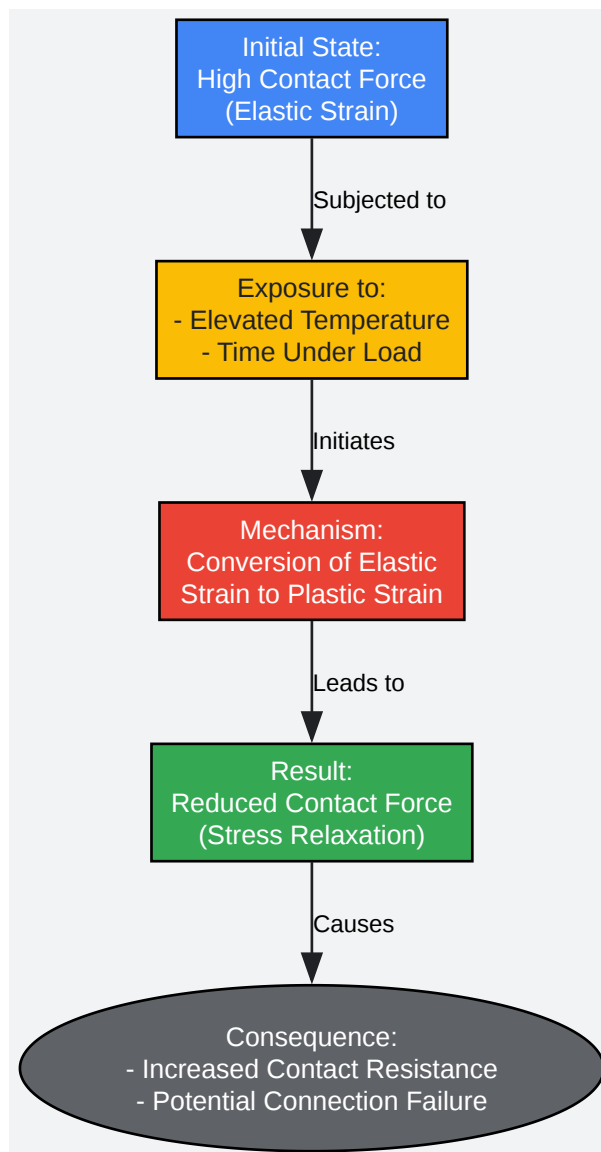 Initial State:
High Contact Force
(Elastic Strain)
Subjected to
Exposure to:
- Elevated Temperature
- Time Under Load
Initiates
Mechanism:
Conversion of Elastic
Strain to Plastic Strain
Leads to
Result:
Reduced Contact Force
(Stress Relaxation)
Causes
Consequence:
- Increased Contact Resistance
- Potential Connection Failure